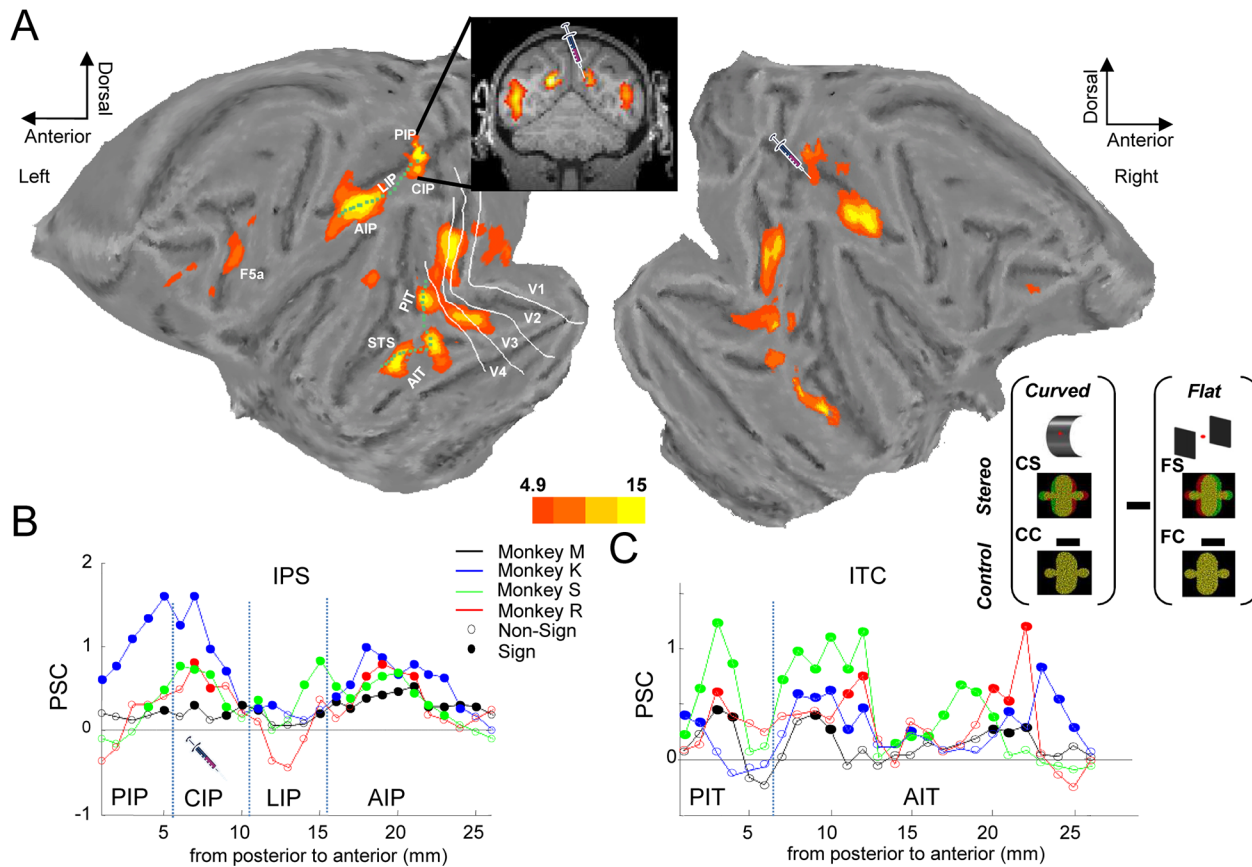 A
Dorsal
Anterior
Left
PIP
LIP
CIP
AIP
F5a
PIT
STS
AIT
V1
V2
V3
V4
Dorsal
Anterior
Right
4.9 15
Curved Flat
Stereo
CS FS
Control
CC FC
B
IPS
2
1
0
-1
PSC
PIP CIP LIP AIP
5 10 15 20 25
from posterior to anterior (mm)
Monkey M
Monkey K
Monkey S
Monkey R
Non-Sign
Sign
C
ITC
1
0
PSC
PIT AIT
5 10 15 20 25
from posterior to anterior (mm)